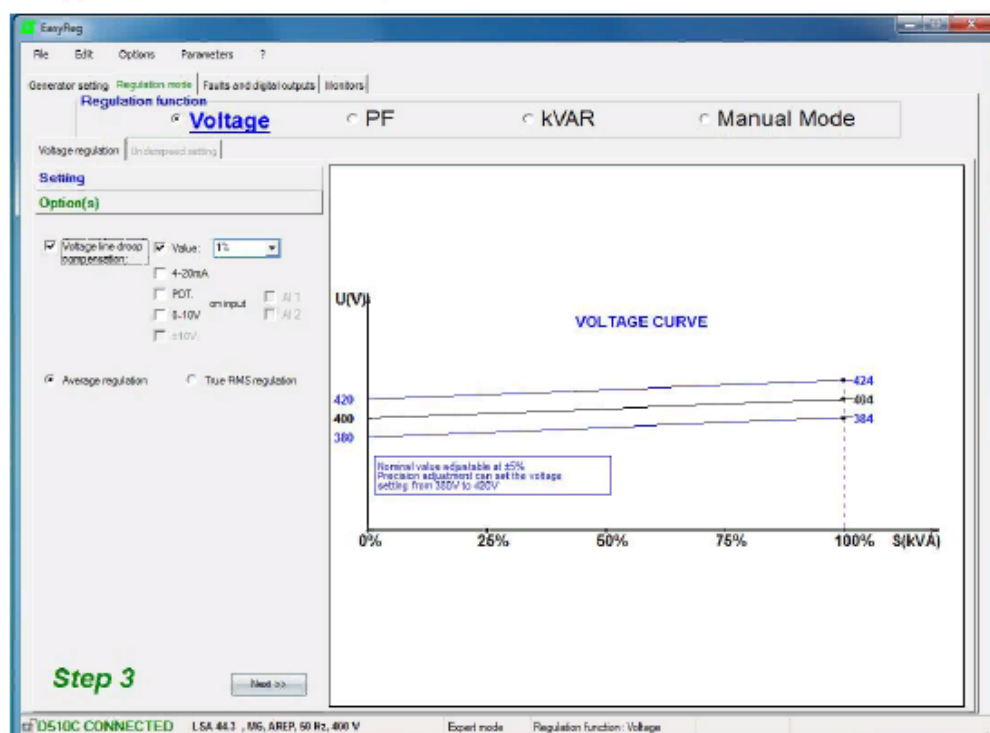 EasyReg
File Edit Options Parameters ?
Generator setting Regulation mode Faults and digital outputs Monitors
Regulation function
Voltage PF kVAR Manual Mode
Voltage regulation Underspeed setting
Setting
Option(s)
Voltage line droop compensation: Value: 1%
4-20mA
POT.
on input AI 1
0-10V AI 2
±10V
Average regulation True RMS regulation
U(V)
VOLTAGE CURVE
420 424
400 404
380 384
Nominal value adjustable at ±5%
Precision adjustment can set the voltage
setting from 380V to 420V
0% 25% 50% 75% 100% S(kVA)
Step 3 Next >>
D510C CONNECTED LSA 44.3 , M6, AREP, 50 Hz, 400 V Expert mode Regulation function : Voltage